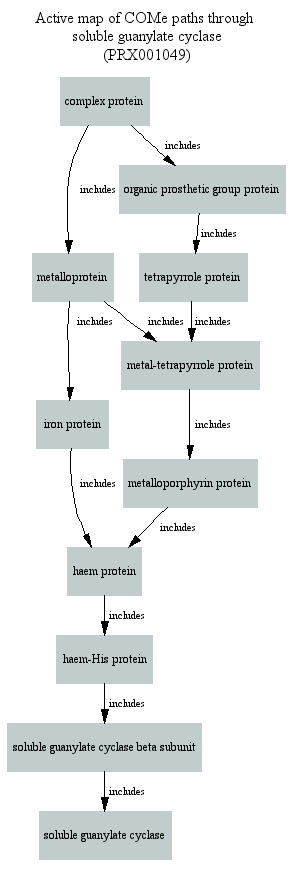 Active map of COMe paths through
soluble guanylate cyclase
(PRX001049)
complex protein
includes
includes
organic prosthetic group protein
includes
metalloprotein
tetrapyrrole protein
includes
includes
includes
metal-tetrapyrrole protein
iron protein
includes
includes
metalloporphyrin protein
includes
haem protein
includes
haem-His protein
includes
soluble guanylate cyclase beta subunit
includes
soluble guanylate cyclase